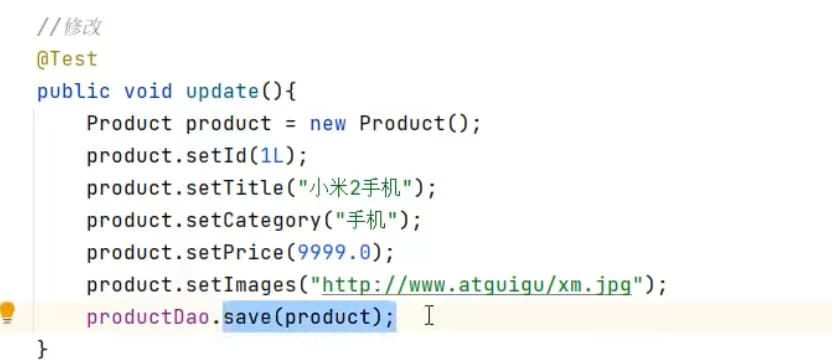 //修改
@Test
public void update(){
Product product = new Product();
product.setId(1L);
product.setTitle("小米2手机");
product.setCategory("手机");
product.setPrice(9999.0);
product.setImages("http://www.atguigu/xm.jpg");
productDao.save(product);
}